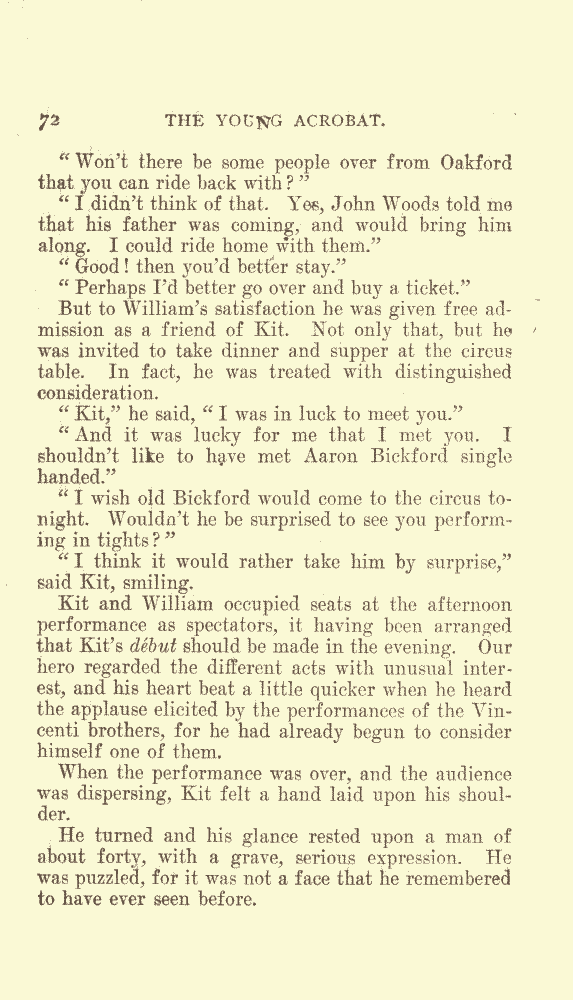 72 THE YOUNG ACROBAT.
“Won’t there be some people over from Oakford
that you can ride back with?”
“I didn’t think of that. Yes, John Woods told me
that his father was coming, and would bring him
along. I could ride home with them.”
“Good! then you’d better stay.”
“Perhaps I’d better go over and buy a ticket.”
But to William’s satisfaction he was given free ad-
mission as a friend of Kit. Not only that, but he
was invited to take dinner and supper at the circus
table. In fact, he was treated with distinguished
consideration.
“Kit,” he said, “I was in luck to meet you.”
“And it was lucky for me that I met you. I
shouldn’t like to have met Aaron Bickford single
handed.”
“I wish old Bickford would come to the circus to-
night. Wouldn’t he be surprised to see you perform-
ing in tights?”
“I think it would rather take him by surprise,”
said Kit, smiling.
Kit and William occupied seats at the afternoon
performance as spectators, it having been arranged
that Kit’s début should be made in the evening. Our
hero regarded the different acts with unusual inter-
est, and his heart beat a little quicker when he heard
the applause elicited by the performances of the Vin-
centi brothers, for he had already begun to consider
himself one of them.
When the performance was over, and the audience
was dispersing, Kit felt a hand laid upon his shoul-
der.
He turned and his glance rested upon a man of
about forty, with a grave, serious expression. He
was puzzled, for it was not a face that he remembered
to have ever seen before.